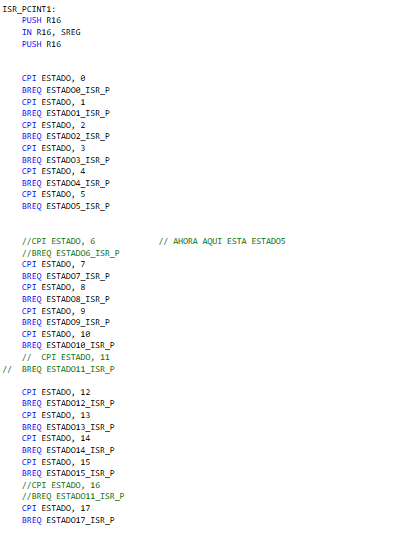 ISR_PCINT1:
PUSH R16
IN R16, SREG
PUSH R16
CPI ESTADO, 0
BREQ ESTADO0_ISR_P
CPI ESTADO, 1
BREQ ESTADO1_ISR_P
CPI ESTADO, 2
BREQ ESTADO2_ISR_P
CPI ESTADO, 3
BREQ ESTADO3_ISR_P
CPI ESTADO, 4
BREQ ESTADO4_ISR_P
CPI ESTADO, 5
BREQ ESTADO5_ISR_P
//CPI ESTADO, 6 // AHORA AQUI ESTA ESTADO5
//BREQ ESTADO6_ISR_P
CPI ESTADO, 7
BREQ ESTADO7_ISR_P
CPI ESTADO, 8
BREQ ESTADO8_ISR_P
CPI ESTADO, 9
BREQ ESTADO9_ISR_P
CPI ESTADO, 10
BREQ ESTADO10_ISR_P
// CPI ESTADO, 11
// BREQ ESTADO11_ISR_P
CPI ESTADO, 12
BREQ ESTADO12_ISR_P
CPI ESTADO, 13
BREQ ESTADO13_ISR_P
CPI ESTADO, 14
BREQ ESTADO14_ISR_P
CPI ESTADO, 15
BREQ ESTADO15_ISR_P
//CPI ESTADO, 16
//BREQ ESTADO11_ISR_P
CPI ESTADO, 17
BREQ ESTADO17_ISR_P